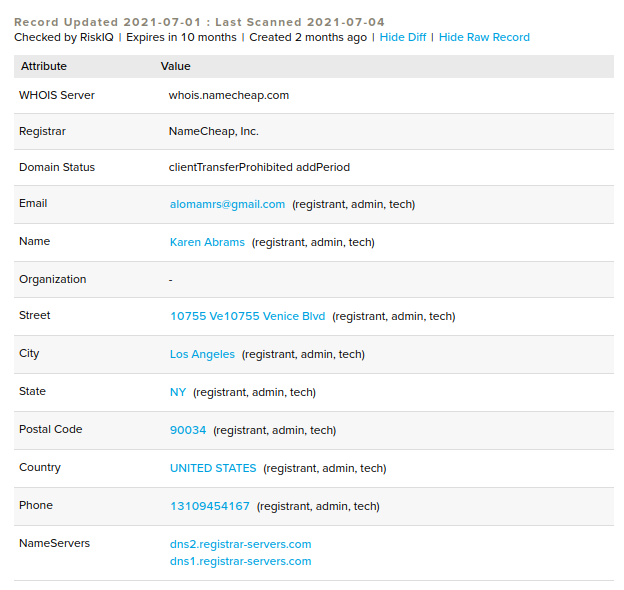 Record Updated 2021-07-01 : Last Scanned 2021-07-04
Checked by RiskIQ | Expires in 10 months | Created 2 months ago | Hide Diff | Hide Raw Record
Attribute Value
WHOIS Server whois.namecheap.com
Registrar NameCheap, Inc.
Domain Status clientTransferProhibited addPeriod
Email alomamrs@gmail.com (registrant, admin, tech)
Name Karen Abrams (registrant, admin, tech)
Organization -
Street 10755 Ve10755 Venice Blvd (registrant, admin, tech)
City Los Angeles (registrant, admin, tech)
State NY (registrant, admin, tech)
Postal Code 90034 (registrant, admin, tech)
Country UNITED STATES (registrant, admin, tech)
Phone 13109454167 (registrant, admin, tech)
NameServers dns2.registrar-servers.com
dns1.registrar-servers.com